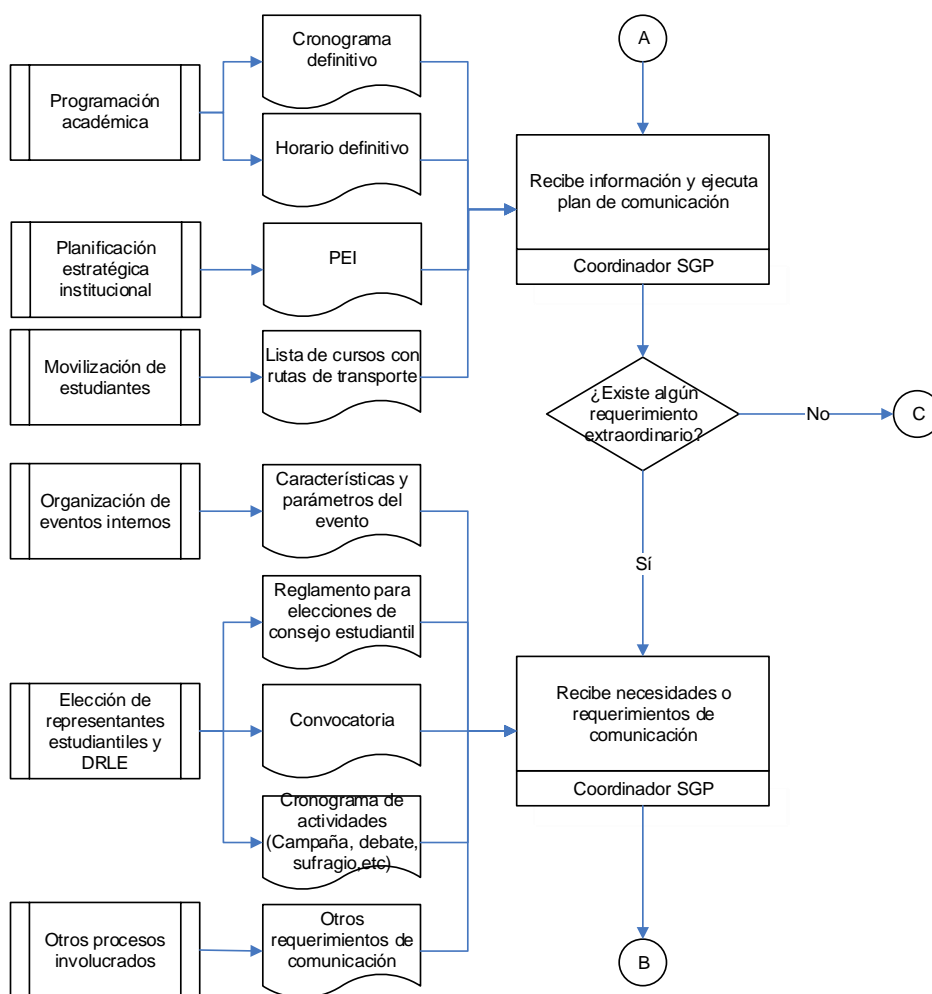 Cronograma
definitivo
A
Programación
académica
Horario definitivo
Recibe información y ejecuta
plan de comunicación
Coordinador SGP
Planificación
estratégica
institucional
PEI
Movilización de
estudiantes
Lista de cursos con
rutas de transporte
¿Existe algún
requerimiento
extraordinario?
No
C
Organización de
eventos internos
Características y
parámetros del
evento
Sí
Reglamento para
elecciones de
consejo estudiantil
Elección de
representantes
estudiantiles y
DRLE
Convocatoria
Recibe necesidades o
requerimientos de
comunicación
Coordinador SGP
Cronograma de
actividades
(Campaña, debate,
sufragio,etc)
Otros procesos
involucrados
Otros
requerimientos de
comunicación
B